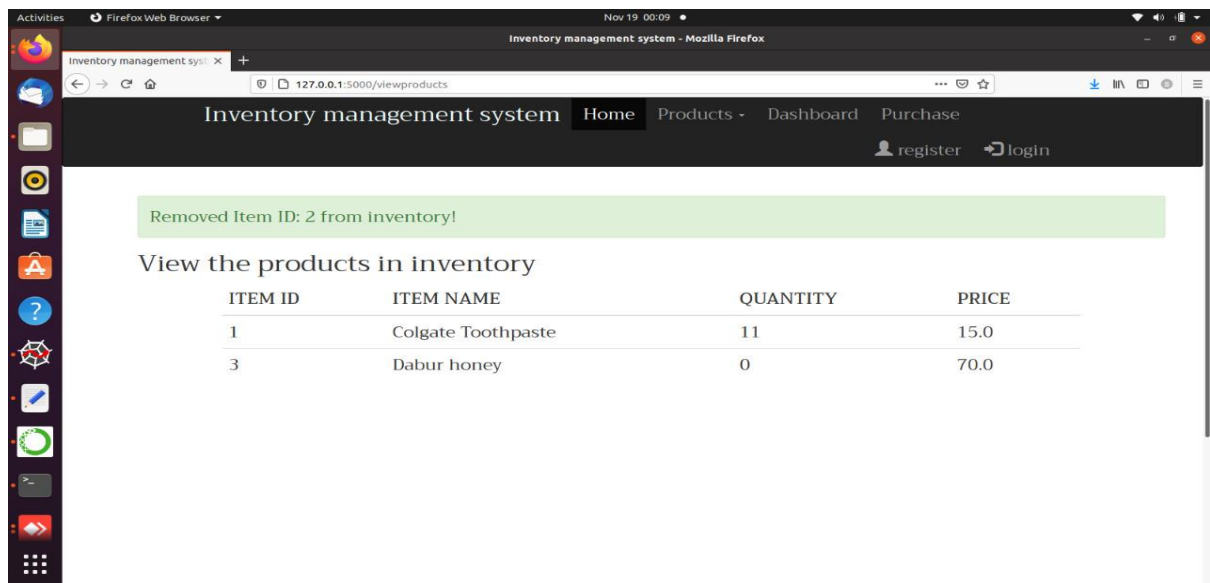 Activities Firefox Web Browser Nov 19 00:09
Inventory management system - Mozilla Firefox
Inventory management syst
127.0.0.1:5000/viewproducts
Inventory management system Home Products Dashboard Purchase
register login
Removed Item ID: 2 from inventory!
View the products in inventory
ITEM ID ITEM NAME QUANTITY PRICE
1 Colgate Toothpaste 11 15.0
3 Dabur honey 0 70.0